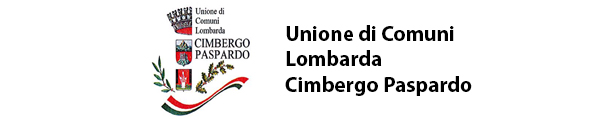 Unione di
Comuni
Lombarda
CIMBERGO
PASPARDO
Unione di Comuni
Lombarda
Cimbergo Paspardo